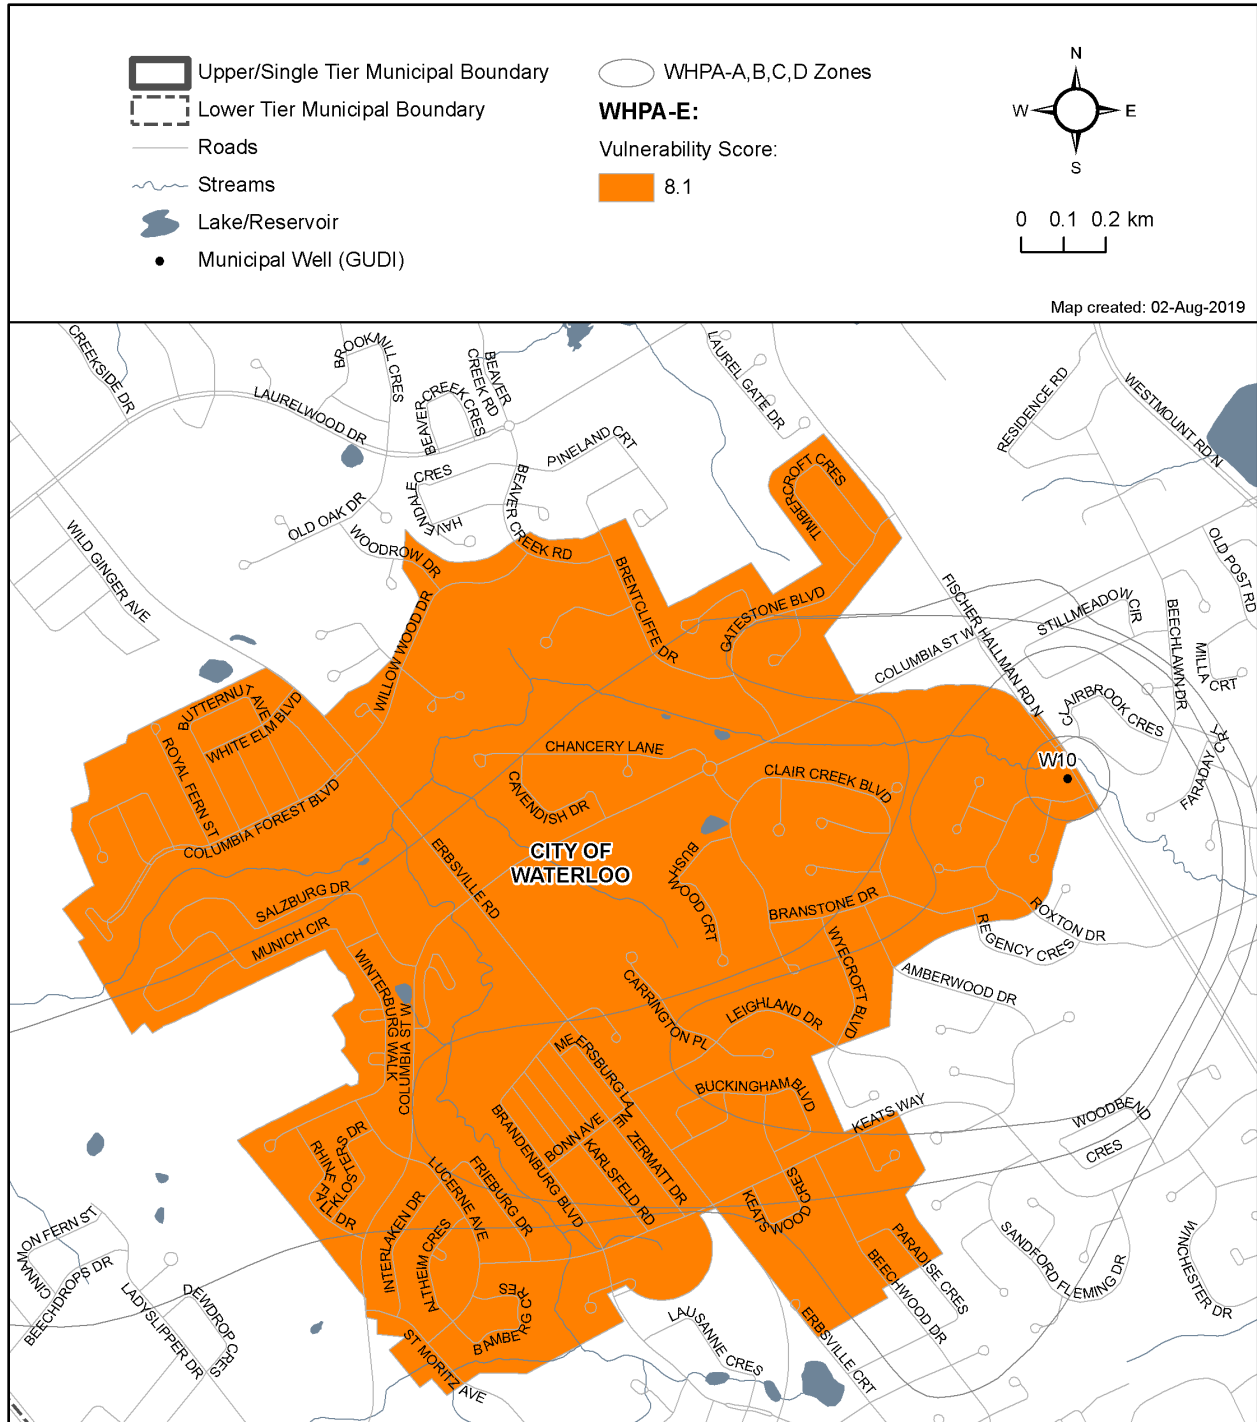 Upper/Single Tier Municipal Boundary
Lower Tier Municipal Boundary
Roads
Streams
Lake/Reservoir
Municipal Well (GUDI)
WHPA-A,B,C,D Zones
WHPA-E:
Vulnerability Score:
8.1
N
W
E
S
0 0.1 0.2 km
Map created: 02-Aug-2019
CREEKSIDE DR
BROOKMILL CRES
LAURELWOOD DR
BEAVER CREEK CRES
BEAVER
CREEK RD
LAUREL GATE DR
RESIDENCE RD
WESTMOUNT RD N
PINELAND CRT
HAVENDALE CRES
BEAVER CREEK RD
OLD OAK DR
WOODROW DR
TIMBERCROFT CRES
WILD GINGER AVE
OLD POST RD
BRENTCLIFFE DR
GATESTONE BLVD
FISCHER HALLMAN RD N
COLUMBIA ST W
STILLMEADOW CIR
BEECHLAWN DR
MILLA CRT
WILLOW WOOD DR
BUTTERNUT AVE
WHITE ELM BLVD
ROYAL FERN ST
COLUMBIA FOREST BLVD
CLAIRBROOK CRES
FARADAY CRT
W10
CHANCERY LANE
CLAIR CREEK BLVD
CAVENDISH DR
ERBSVILLE RD
CITY OF
WATERLOO
BUSHWOOD CRT
SALZBURG DR
MUNICH CIR
BRANSTONE DR
WYECROFT BLVD
REGENCY CRES
ROXTON DR
AMBERWOOD DR
WINTERBURG WALK
COLUMBIA ST W
CARRINGTON PL
LEIGHLAND DR
MEERSBURG LANE
BUCKINGHAM BLVD
KEATS WAY
WOODBEND
CRES
BRANDENBURG BLVD
BONN AVE
KARLSFELD RD
ZERMATT DR
KLOSTERS DR
RHINE FALL DR
LUCERNE AVE
FRIEBURG DR
INTERLAKEN DR
ALTHEIM CRES
KEATS
WOOD CRES
PARADISE CRES
BEECHWOOD DR
SANDFORD FLEMING DR
WINCHESTER DR
CINNAMON FERN ST
BEECHDROPS DR
LADYSLIPPER DR
DEWDROP CRES
BAMBERG CRES
ST MORITZ AVE
LAUSANNE CRES
ERBSVILLE CRT